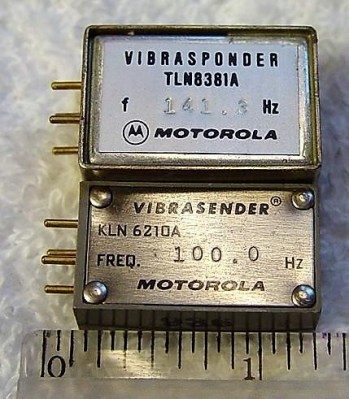 VIBRASPONDER
TLN8381A
f 141.3 Hz
MOTOROLA
VIBRASENDER®
KLN 6210A
FREQ. 100.0 Hz
MOTOROLA
0 1